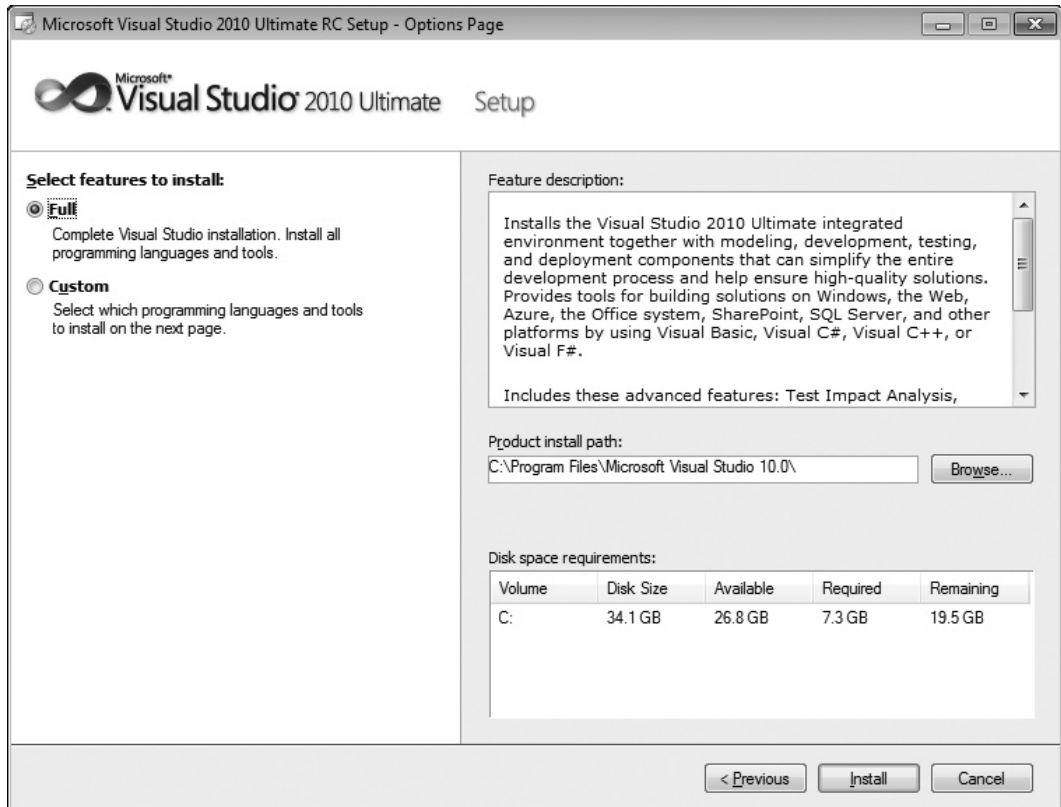 Microsoft Visual Studio 2010 Ultimate RC Setup - Options Page
Microsoft®
Visual Studio® 2010 Ultimate Setup
Select features to install:
Full
Complete Visual Studio installation. Install all
programming languages and tools.
Custom
Select which programming languages and tools
to install on the next page.
Feature description:
Installs the Visual Studio 2010 Ultimate integrated
environment together with modeling, development, testing,
and deployment components that can simplify the entire
development process and help ensure high-quality solutions.
Provides tools for building solutions on Windows, the Web,
Azure, the Office system, SharePoint, SQL Server, and other
platforms by using Visual Basic, Visual C#, Visual C++, or
Visual F#.
Includes these advanced features: Test Impact Analysis,
Product install path:
C:\Program Files\Microsoft Visual Studio 10.0\
Browse...
Disk space requirements:
Volume Disk Size Available Required Remaining
C: 34.1 GB 26.8 GB 7.3 GB 19.5 GB
< Previous Install Cancel